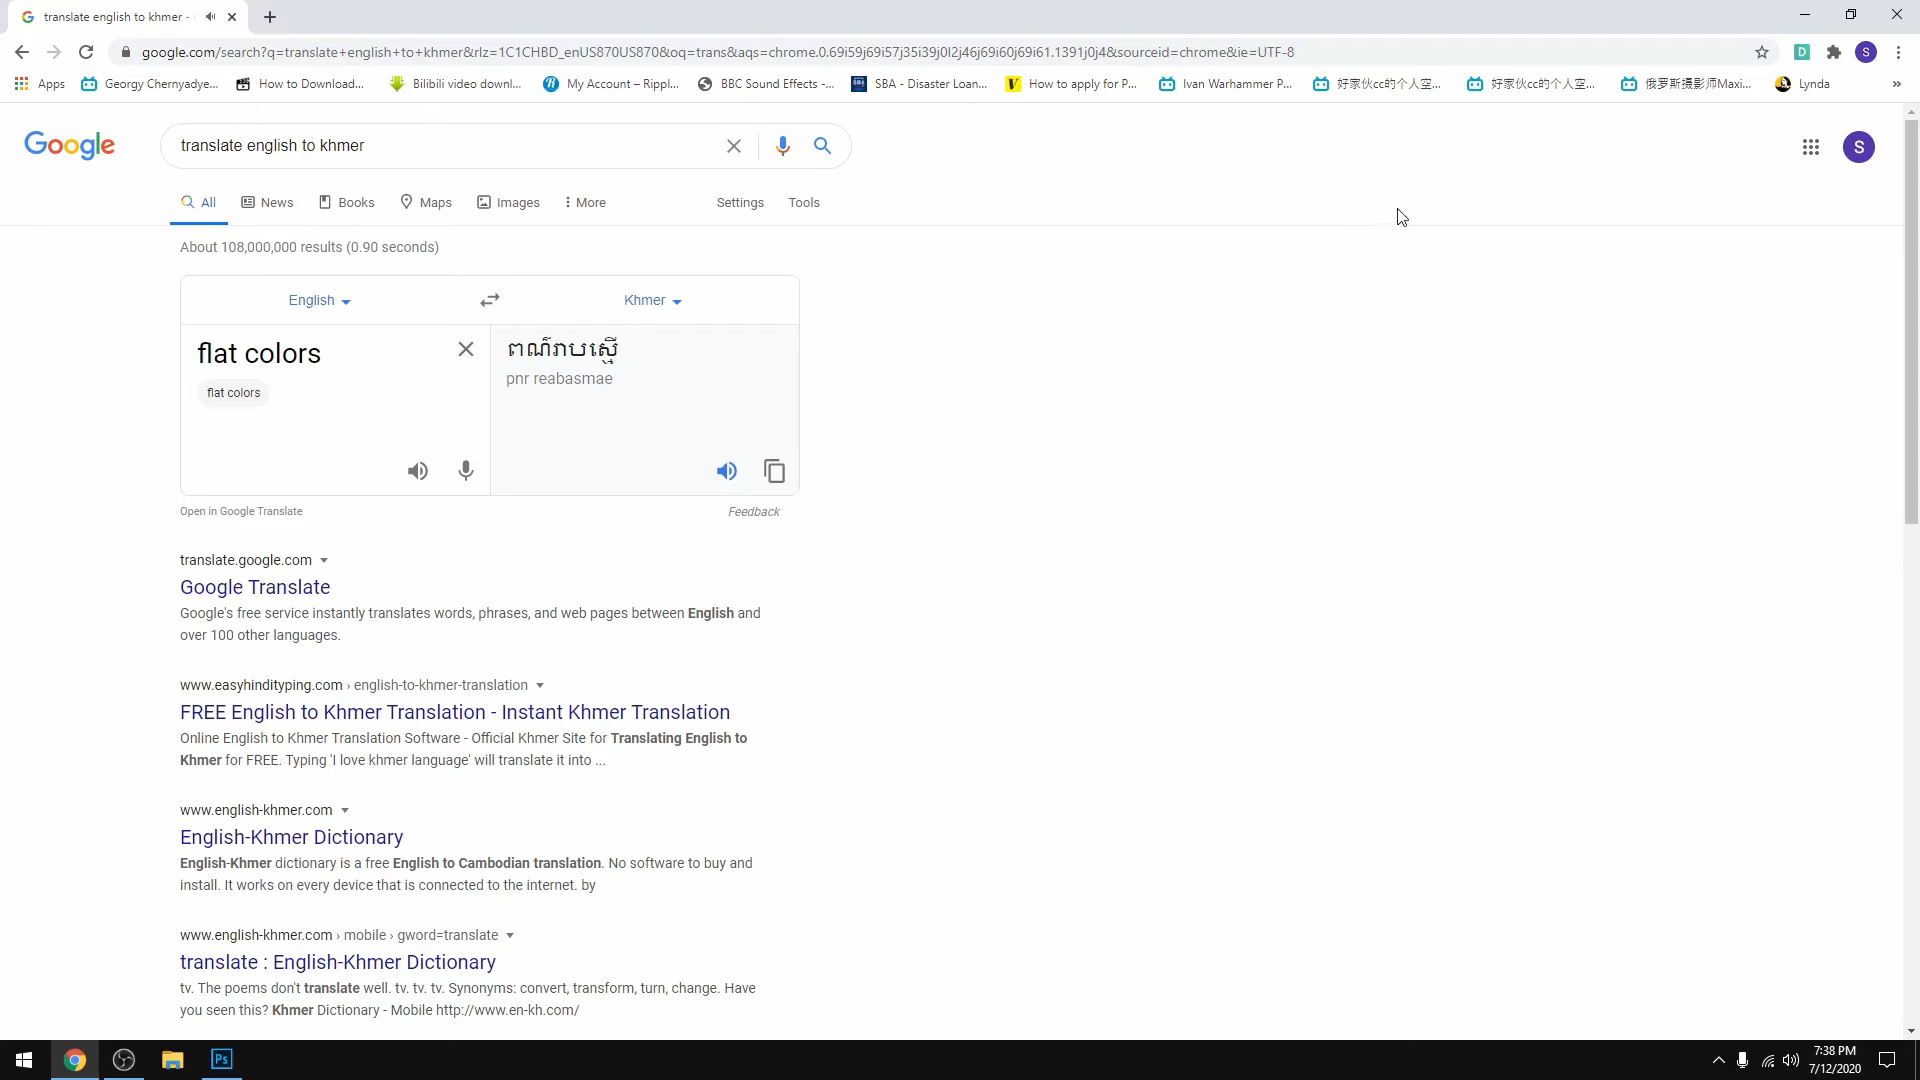 translate english to khmer -
google.com/search?q=translate+english+to+khmer&rlz=1C1CHBD_enUS870US870&oq=trans&aqs=chrome.0.69i59j69i57j35i39j0l2j46j69i60j69i61.1391j0j4&sourceid=chrome&ie=UTF-8
Apps Georgy Chernyadye... How to Download... Bilibili video downl... My Account – Rippl... BBC Sound Effects -... SBA - Disaster Loan... How to apply for P... Ivan Warhammer P... 好家伙cc的个人空... 好家伙cc的个人空... 俄罗斯摄影师Maxi... Lynda »
Google translate english to khmer S
All News Books Maps Images More Settings Tools
About 108,000,000 results (0.90 seconds)
English Khmer
flat colors ពណ៌រាបស្មើ
flat colors pnr reabasmae
Open in Google Translate Feedback
translate.google.com
Google Translate
Google's free service instantly translates words, phrases, and web pages between English and
over 100 other languages.
www.easyhindityping.com › english-to-khmer-translation
FREE English to Khmer Translation - Instant Khmer Translation
Online English to Khmer Translation Software - Official Khmer Site for Translating English to
Khmer for FREE. Typing 'I love khmer language' will translate it into ...
www.english-khmer.com
English-Khmer Dictionary
English-Khmer dictionary is a free English to Cambodian translation. No software to buy and
install. It works on every device that is connected to the internet. by
www.english-khmer.com › mobile › gword=translate
translate : English-Khmer Dictionary
tv. The poems don't translate well. tv. tv. tv. Synonyms: convert, transform, turn, change. Have
you seen this? Khmer Dictionary - Mobile http://www.en-kh.com/
Ps 7:38 PM
7/12/2020